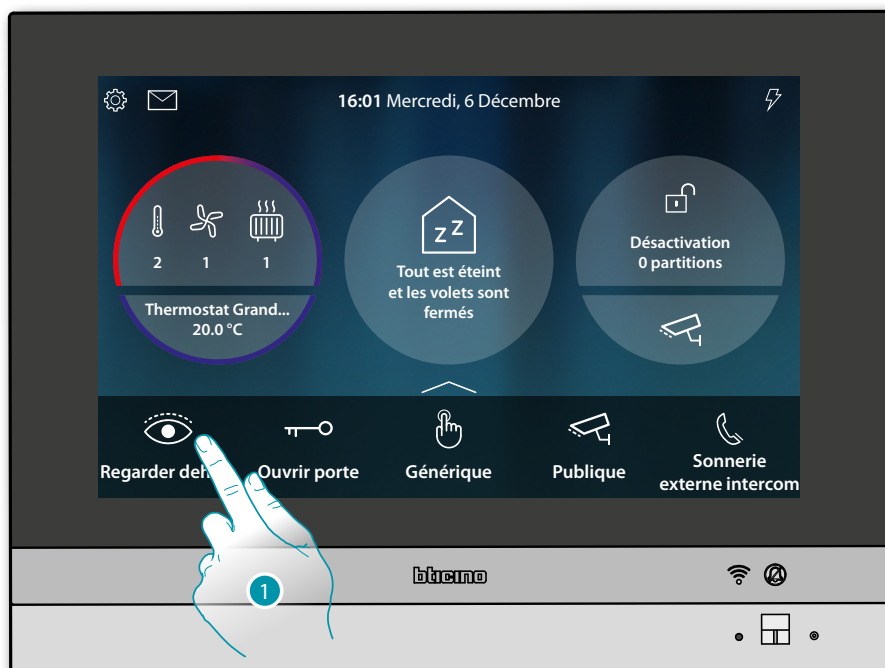 16:01 Mercredi, 6 Décembre
2 1 1
Thermostat Grand...
20.0 °C
z Z
Tout est éteint
et les volets sont
fermés
Désactivation
0 partitions
Regarder deh
Ouvrir porte
Générique
Publique
Sonnerie
externe intercom
bticino
1